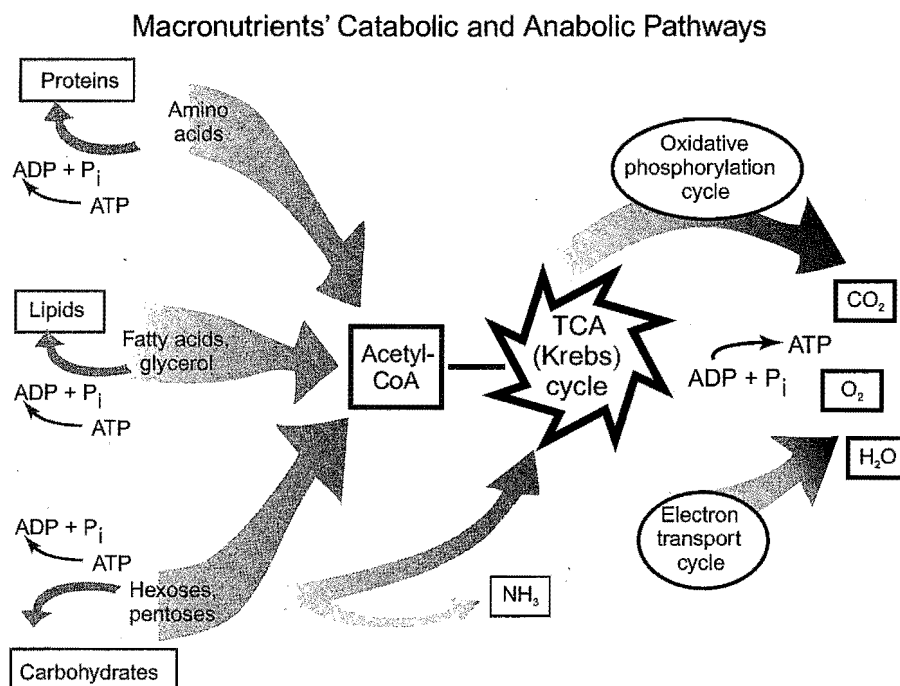 Macronutrients' Catabolic and Anabolic Pathways
Proteins
Amino
acids
ADP + Pi
ATP
Lipids
Fatty acids,
glycerol
ADP + Pi
ATP
ADP + Pi
ATP
Hexoses,
pentoses
Carbohydrates
Acetyl-
CoA
TCA
(Krebs)
cycle
NH₃
Oxidative
phosphorylation
cycle
CO₂
ATP
ADP + Pi
O₂
H₂O
Electron
transport
cycle